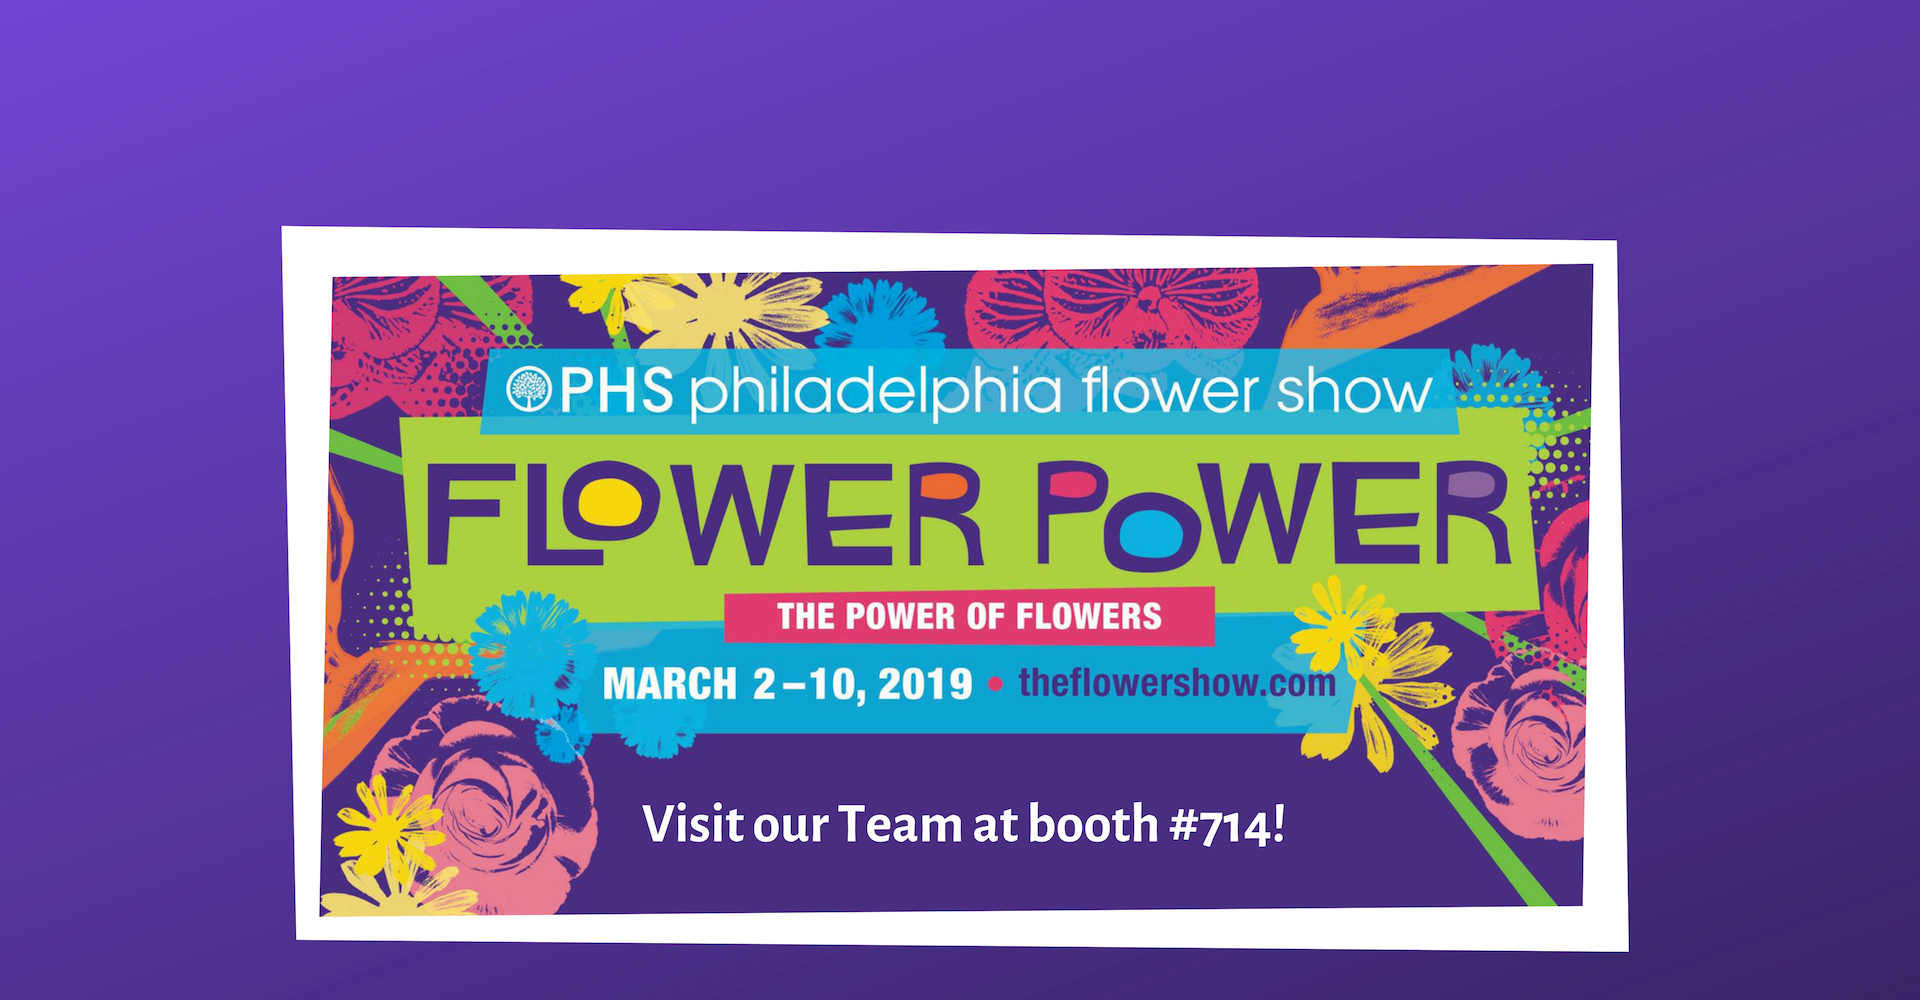 PHS philadelphia flower show
FLOWER POWER
THE POWER OF FLOWERS
MARCH 2–10, 2019 • theflowershow.com
Visit our Team at booth #714!